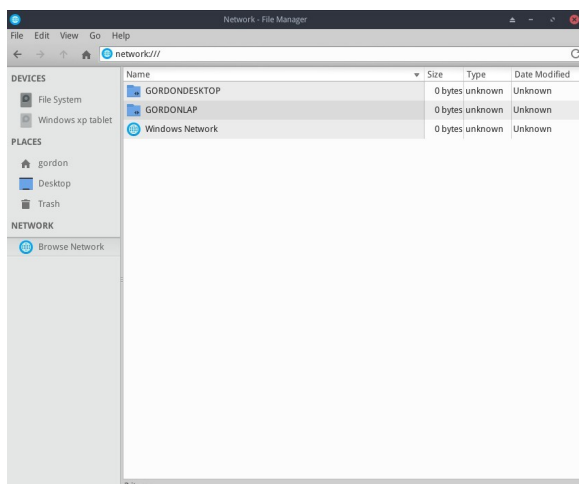 Network - File Manager
File Edit View Go Help
network:///
DEVICES
File System
Windows xp tablet
PLACES
gordon
Desktop
Trash
NETWORK
Browse Network
Name Size Type Date Modified
GORDONDESKTOP 0 bytes unknown Unknown
GORDONLAP 0 bytes unknown Unknown
Windows Network 0 bytes unknown Unknown